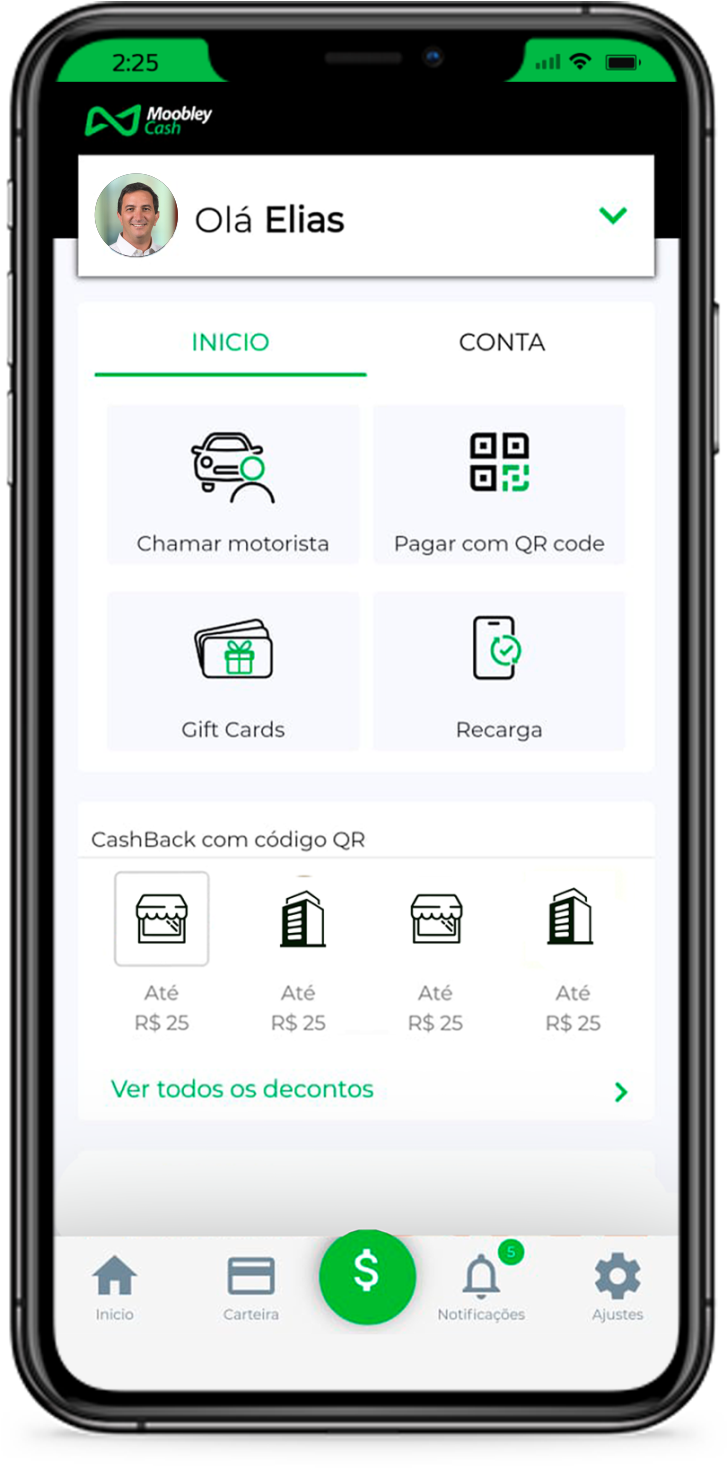 2:25
Moobley
Cash
Olá Elias
INICIO CONTA
Chamar motorista Pagar com QR code
Gift Cards Recarga
CashBack com código QR
Até Até Até Até
R$ 25 R$ 25 R$ 25 R$ 25
Ver todos os decontos
$
5
Inicio Carteira Notificações Ajustes